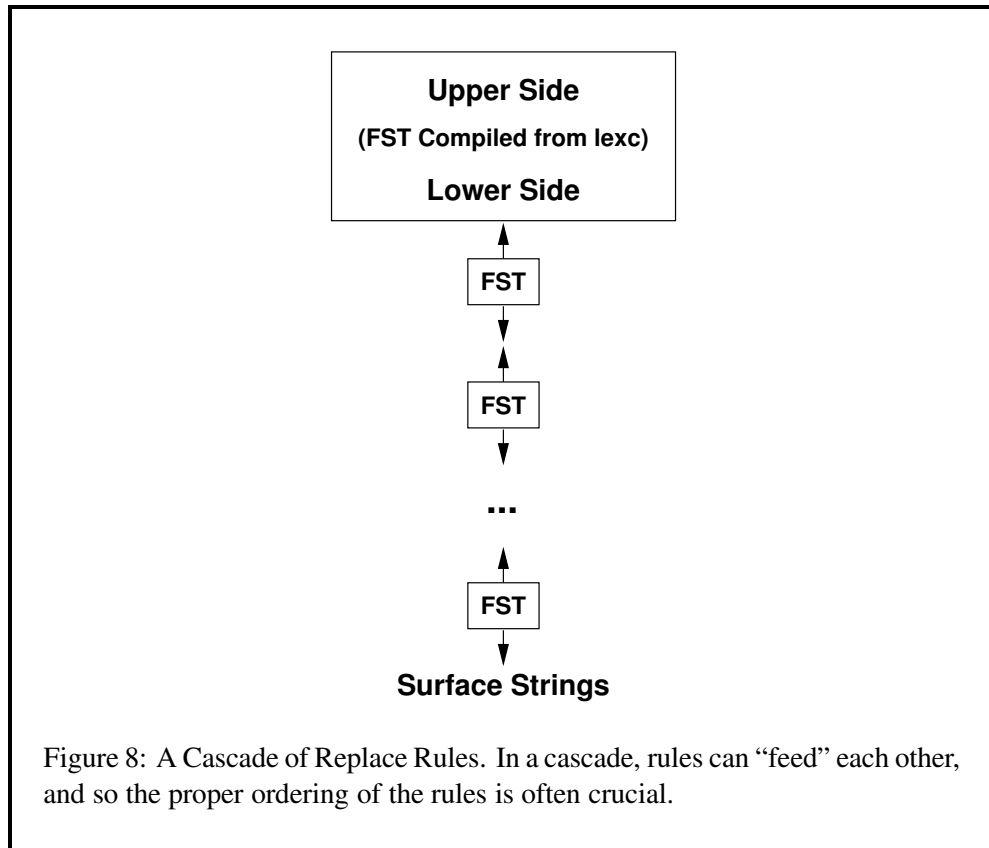 Upper Side
(FST Compiled from lexc)
Lower Side
FST
FST
...
FST
Surface Strings
Figure 8: A Cascade of Replace Rules. In a cascade, rules can “feed” each other,
and so the proper ordering of the rules is often crucial.